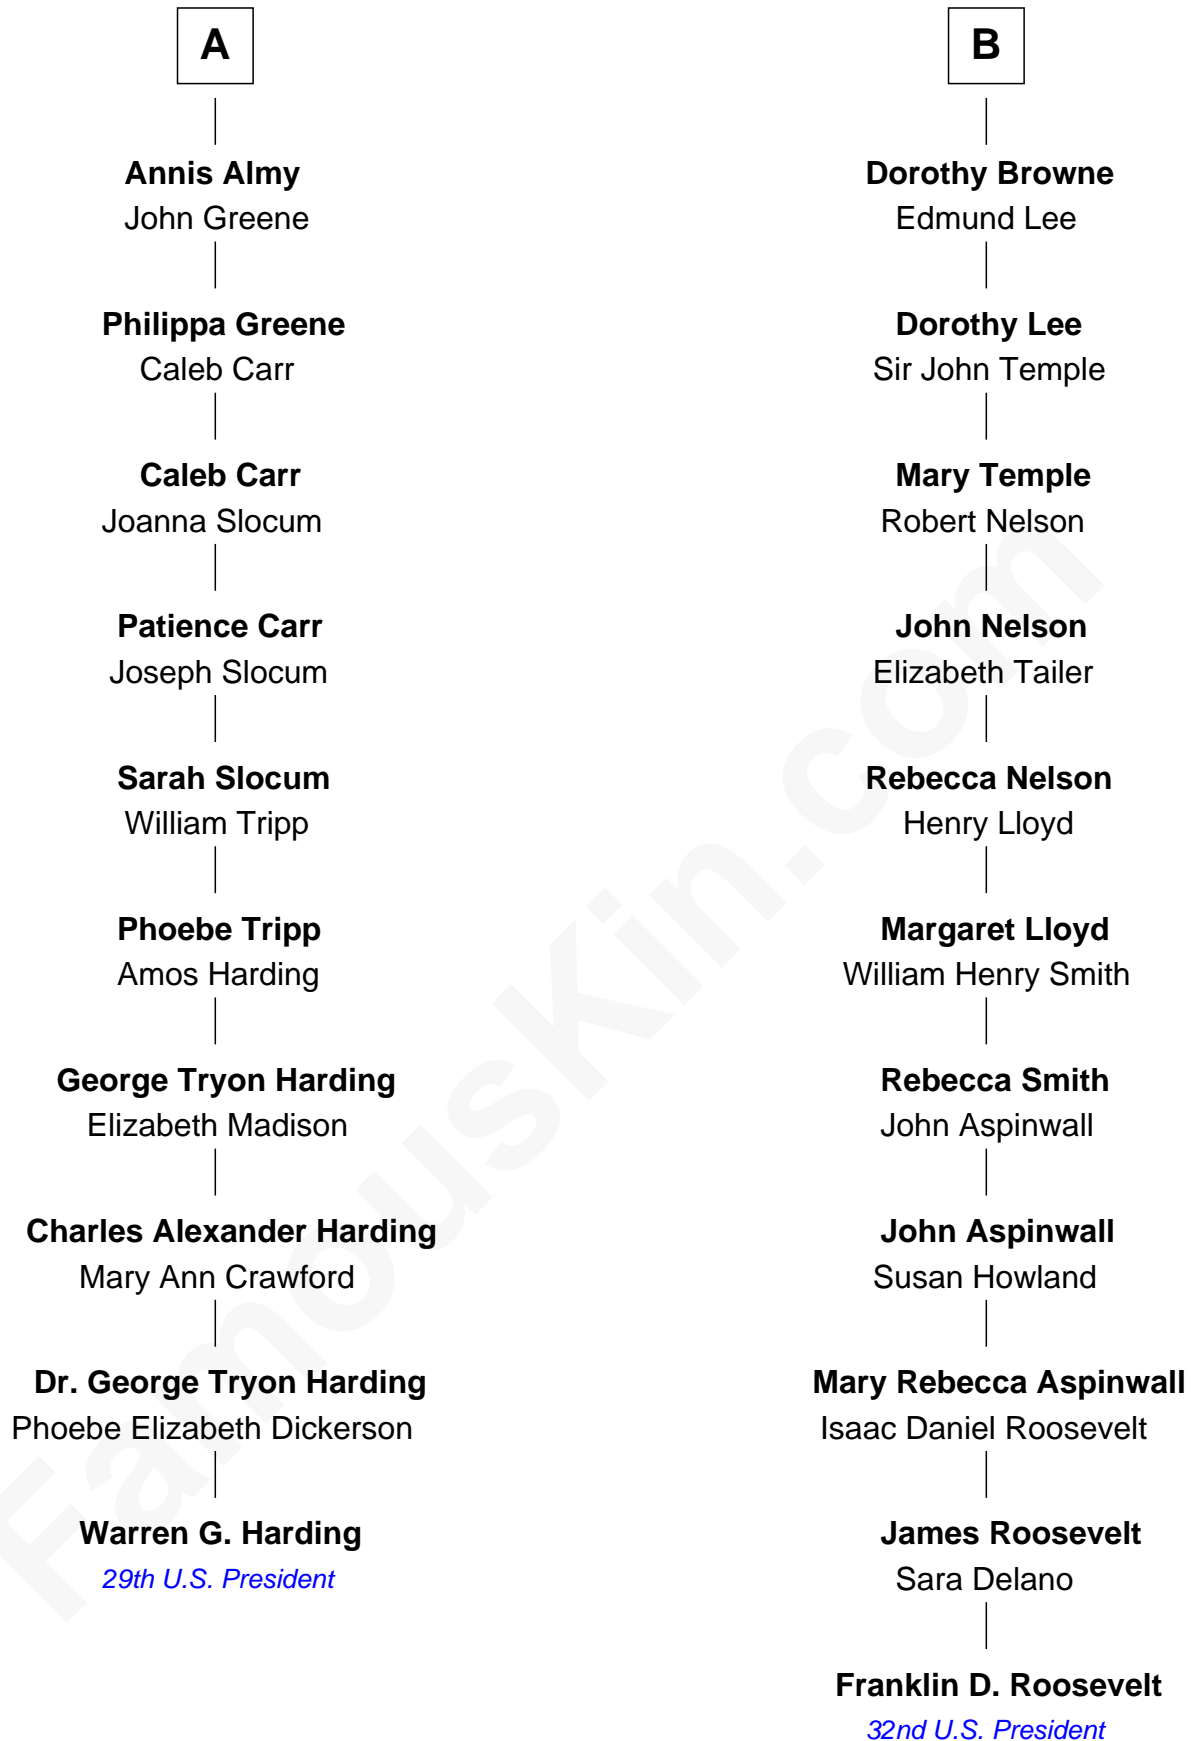 A
Annis Almy
John Greene
Philippa Greene
Caleb Carr
Caleb Carr
Joanna Slocum
Patience Carr
Joseph Slocum
Sarah Slocum
William Tripp
Phoebe Tripp
Amos Harding
George Tryon Harding
Elizabeth Madison
Charles Alexander Harding
Mary Ann Crawford
Dr. George Tryon Harding
Phoebe Elizabeth Dickerson
Warren G. Harding
29th U.S. President
B
Dorothy Browne
Edmund Lee
Dorothy Lee
Sir John Temple
Mary Temple
Robert Nelson
John Nelson
Elizabeth Tailer
Rebecca Nelson
Henry Lloyd
Margaret Lloyd
William Henry Smith
Rebecca Smith
John Aspinwall
John Aspinwall
Susan Howland
Mary Rebecca Aspinwall
Isaac Daniel Roosevelt
James Roosevelt
Sara Delano
Franklin D. Roosevelt
32nd U.S. President
FamousKin.com